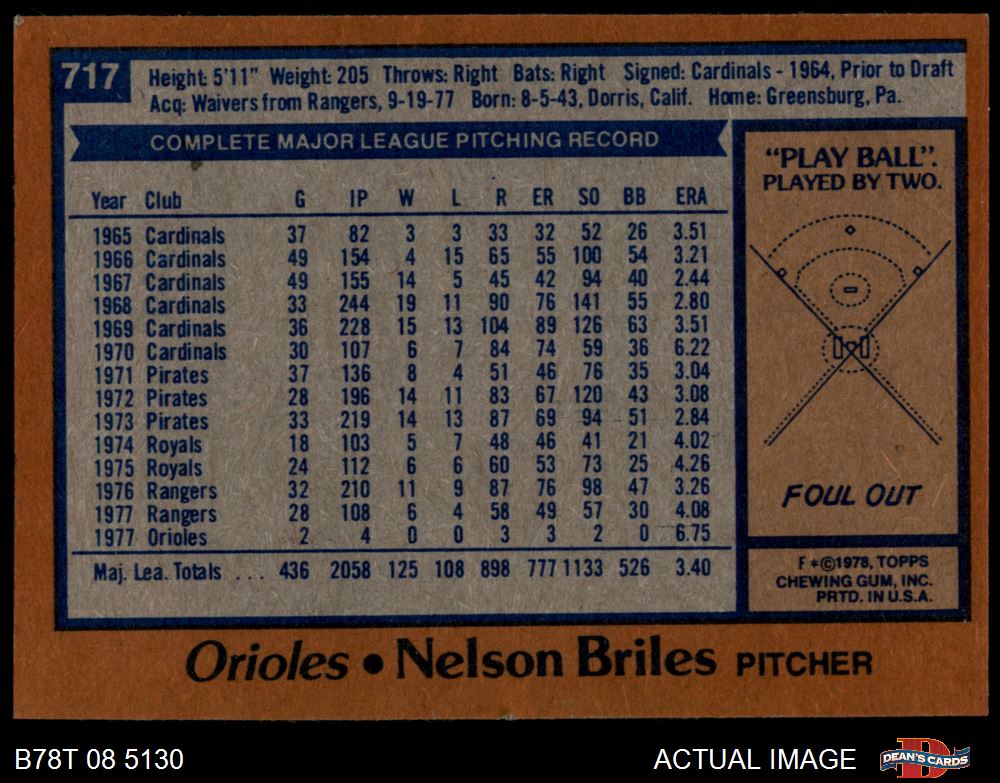 717
Height: 5'11" Weight: 205 Throws: Right Bats: Right Signed: Cardinals - 1964, Prior to Draft
Acq: Waivers from Rangers, 9-19-77 Born: 8-5-43, Dorris, Calif. Home: Greensburg, Pa.
COMPLETE MAJOR LEAGUE PITCHING RECORD
Year Club G IP W L R ER SO BB ERA
1965 Cardinals 37 82 3 3 33 32 52 26 3.51
1966 Cardinals 49 154 4 15 65 55 100 54 3.21
1967 Cardinals 49 155 14 5 45 42 94 40 2.44
1968 Cardinals 33 244 19 11 90 76 141 55 2.80
1969 Cardinals 36 228 15 13 104 89 126 63 3.51
1970 Cardinals 30 107 6 7 84 74 59 36 6.22
1971 Pirates 37 136 8 4 51 46 76 35 3.04
1972 Pirates 28 196 14 11 83 67 120 43 3.08
1973 Pirates 33 219 14 13 87 69 94 51 2.84
1974 Royals 18 103 5 7 48 46 41 21 4.02
1975 Royals 24 112 6 6 60 53 73 25 4.26
1976 Rangers 32 210 11 9 87 76 98 47 3.26
1977 Rangers 28 108 6 4 58 49 57 30 4.08
1977 Orioles 2 4 0 0 3 3 2 0 6.75
Maj. Lea. Totals ... 436 2058 125 108 898 777 1133 526 3.40
"PLAY BALL".
PLAYED BY TWO.
FOUL OUT
F*©1978, TOPPS
CHEWING GUM, INC.
PRTD. IN U.S.A.
Orioles • Nelson Briles PITCHER
B78T 08 5130
ACTUAL IMAGE
DEAN'S CARDS